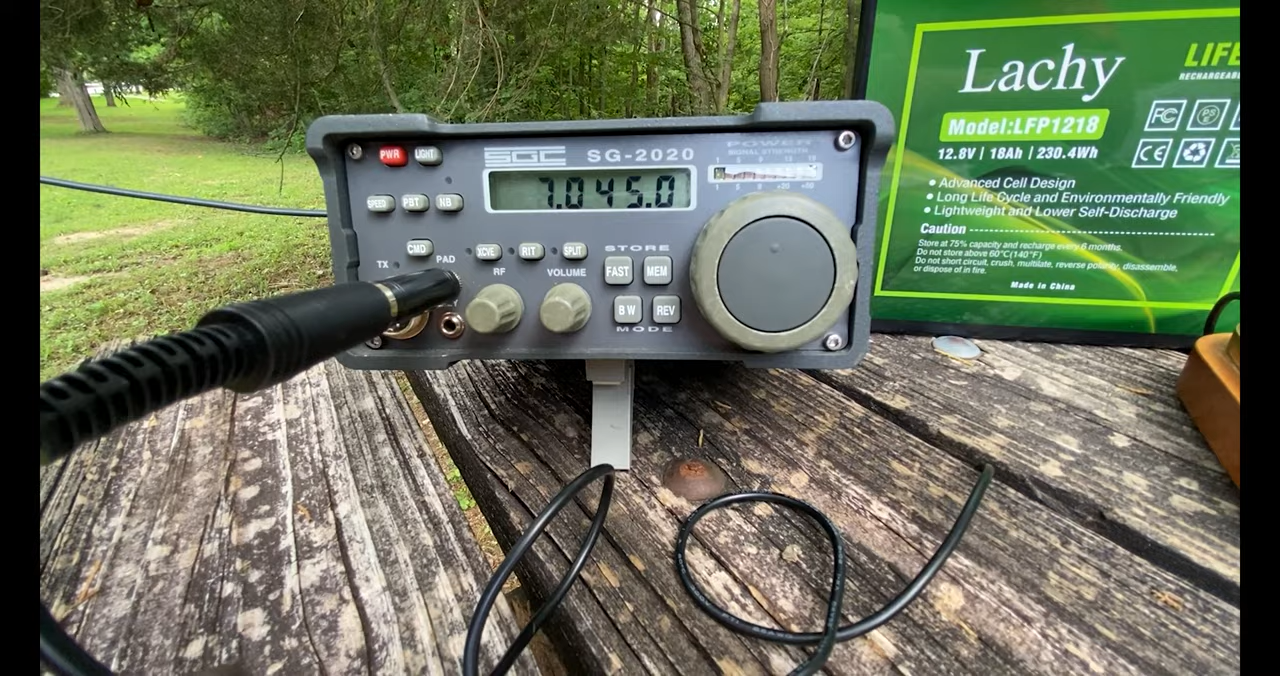 PWR
LIGHT
SGC SG-2020
POWER
SIGNAL STRENGTH
7.045.0
SPEED
PBT
NB
CMD
XCVE
RIT
SPLIT
STORE
TX
PAD
RF
VOLUME
FAST
MEM
BW
REV
MODE
Lachy
LIFE
RECHARGEABLE
Model:LFP1218
12.8V | 18Ah | 230.4Wh
FC
PSE
CE
• Advanced Cell Design
• Long Life Cycle and Environmentally Friendly
• Lightweight and Lower Self-Discharge
Caution
Store at 75% capacity and recharge every 6 months.
Do not store above 60°C(140°F)
Do not short circuit, crush, multilate, reverse polarity, disassemble,
or dispose of in fire.
Made in China